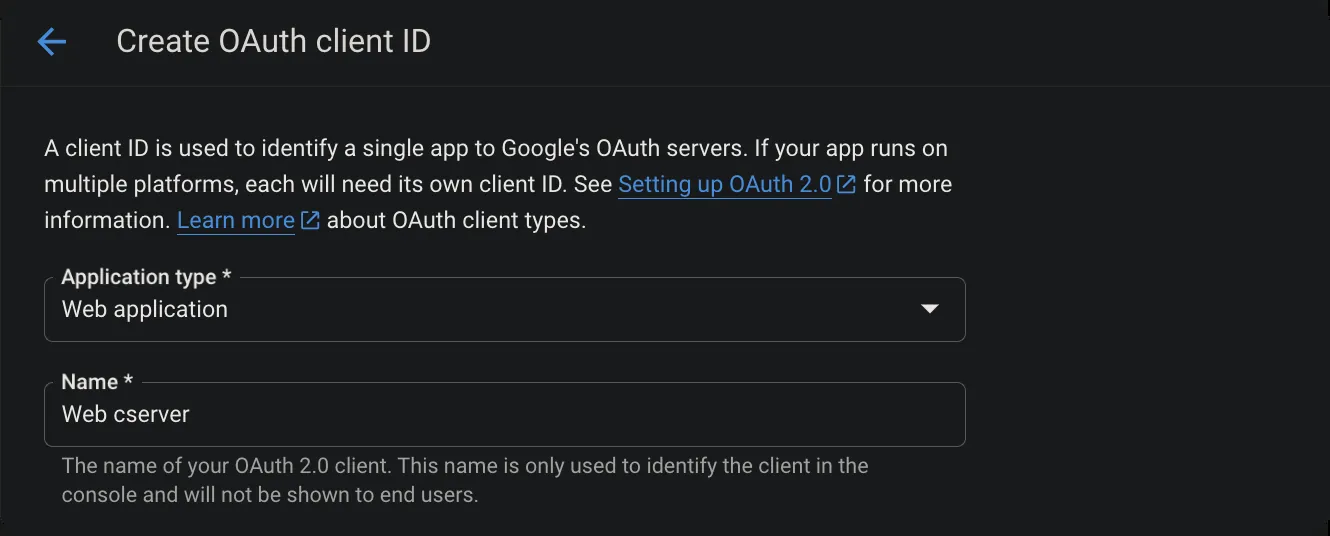 Create OAuth client ID
A client ID is used to identify a single app to Google's OAuth servers. If your app runs on
multiple platforms, each will need its own client ID. See Setting up OAuth 2.0 for more
information. Learn more about OAuth client types.
Application type *
Web application
Name *
Web cserver
The name of your OAuth 2.0 client. This name is only used to identify the client in the
console and will not be shown to end users.